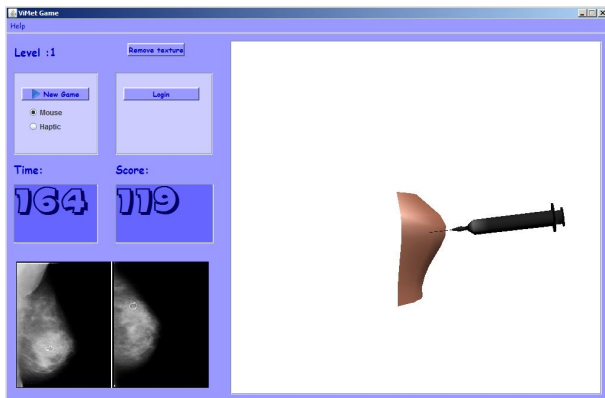 ViMet Game
Help
Level :1
Remove texture
New Game
Login
Mouse
Haptic
Time:
Score:
164
119